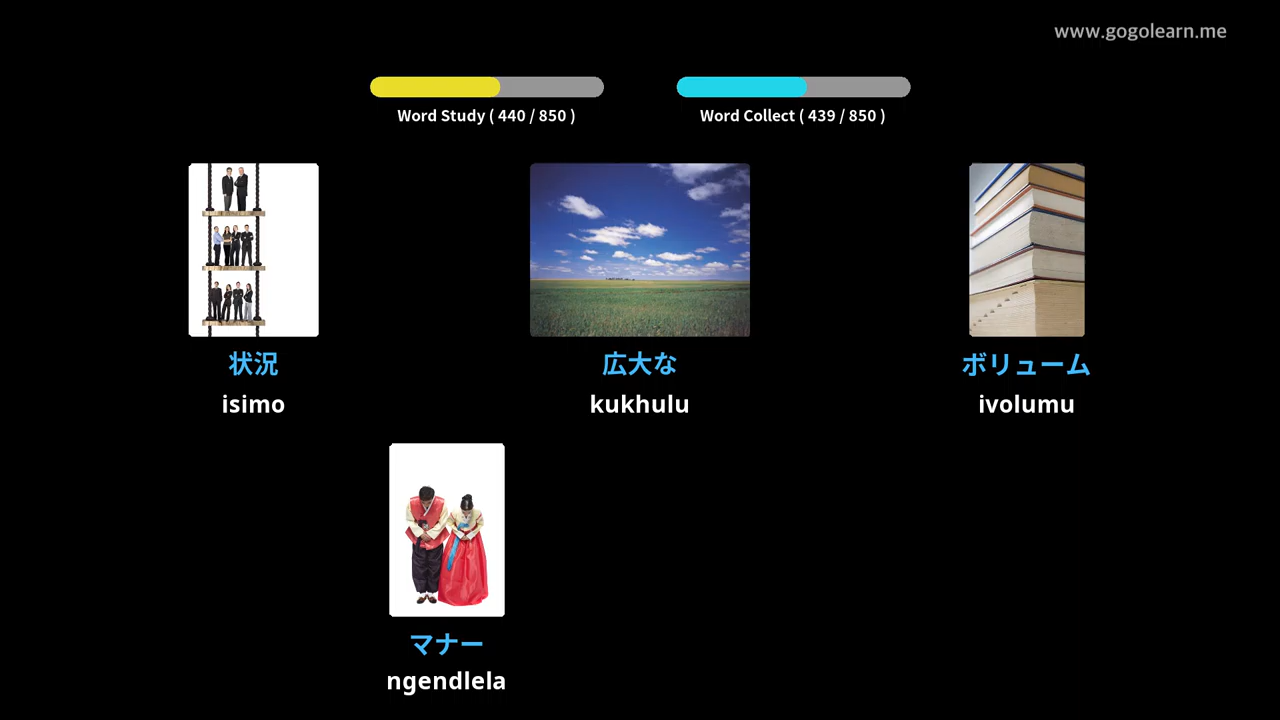 www.gogolearn.me
Word Study ( 440 / 850 )
Word Collect ( 439 / 850 )
状況
isimo
広大な
kukhulu
ボリューム
ivolumu
マナー
ngendlela